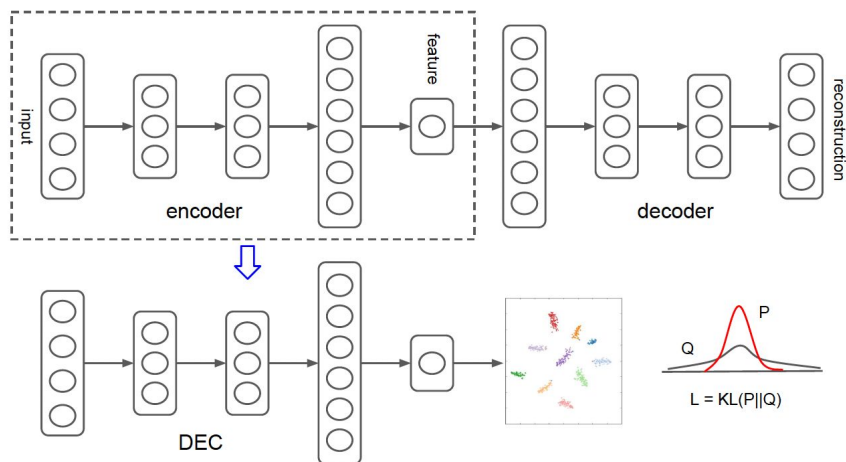 input
encoder
feature
decoder
reconstruction
DEC
P
Q
L = KL(P||Q)